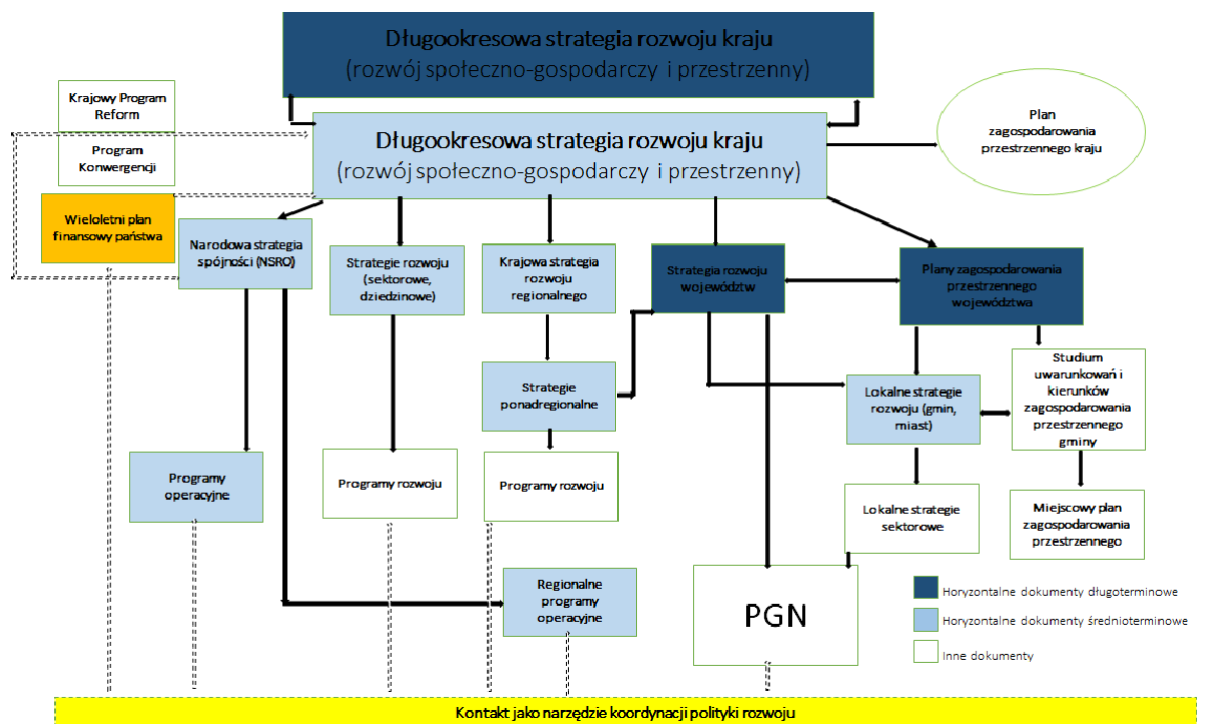 Długookresowa strategia rozwoju kraju
(rozwój społeczno-gospodarczy i przestrzenny)
Krajowy Program
Reform
Program
Konwergencji
Wieloletni plan
finansowy państwa
Długookresowa strategia rozwoju kraju
(rozwój społeczno-gospodarczy i przestrzenny)
Plan
zagospodarowania
przestrzennego kraju
Narodowa strategia
spójności (NSRO)
Strategie rozwoju
(sektorowe,
dziedzinowe)
Krajowa strategia
rozwoju
regionalnego
Strategia rozwoju
województw
Plany zagospodarowania
przestrzennego
województwa
Strategie
ponadregionalne
Lokalne strategie
rozwoju (gmin,
miast)
Studium
uwarunkowań i
kierunków
zagospodarowania
przestrzennego
gminy
Programy
operacyjne
Programy rozwoju
Programy rozwoju
Lokalne strategie
sektorowe
Miejscowy plan
zagospodarowania
przestrzennego
Regionalne
programy
operacyjne
PGN
Horyzontalne dokumenty długoterminowe
Horyzontalne dokumenty średnioterminowe
Inne dokumenty
Kontakt jako narzędzie koordynacji polityki rozwoju